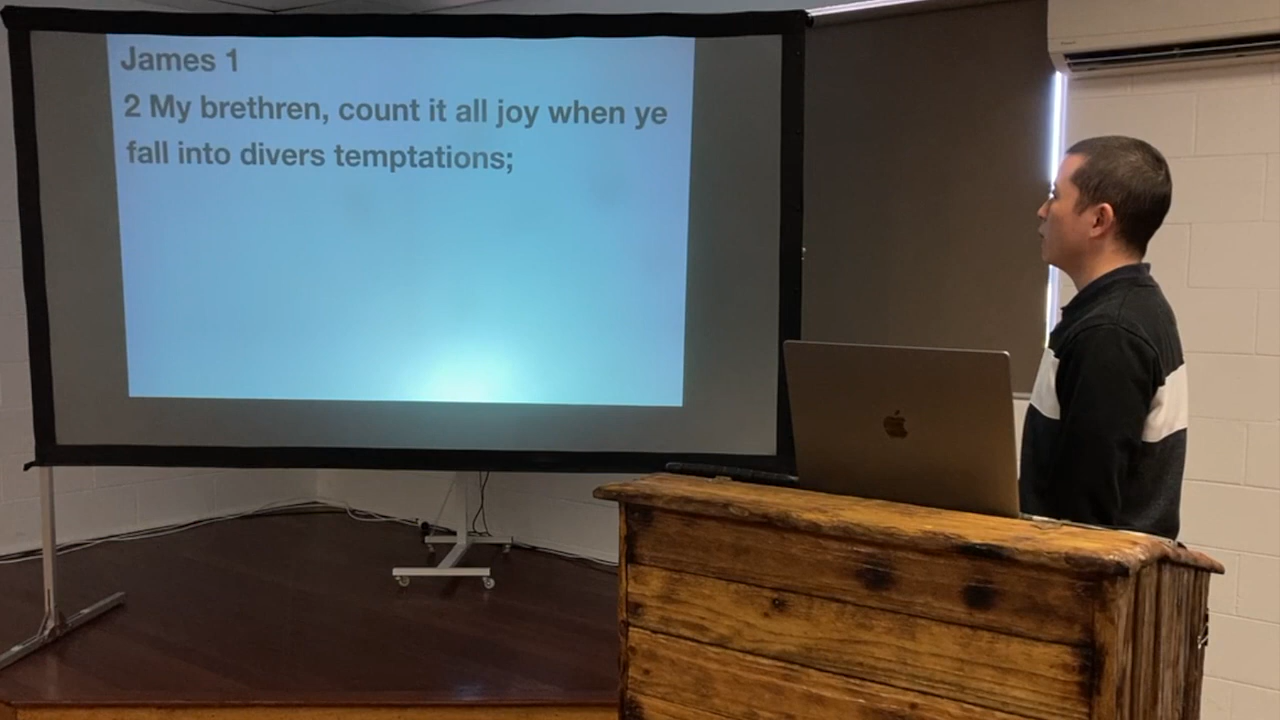 James 1
2 My brethren, count it all joy when ye
fall into divers temptations;